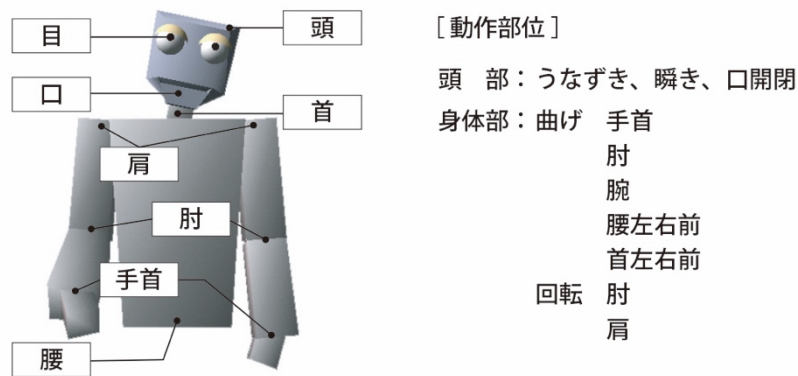 目
頭
口
首
肩
肘
手首
腰
[動作部位]
頭　部：うなずき、瞬き、口開閉
身体部：曲げ　手首
肘
腕
腰左右前
首左右前
回転　肘
肩